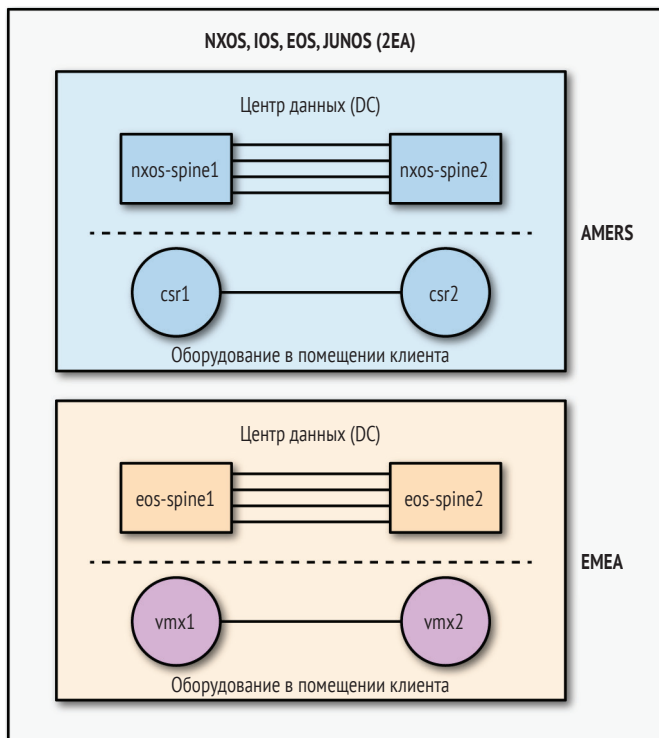 NXOS, IOS, EOS, JUNOS (2EA)
Центр данных (DC)
nxos-spine1
nxos-spine2
AMERS
csr1
csr2
Оборудование в помещении клиента
Центр данных (DC)
eos-spine1
eos-spine2
EMEA
vmx1
vmx2
Оборудование в помещении клиента